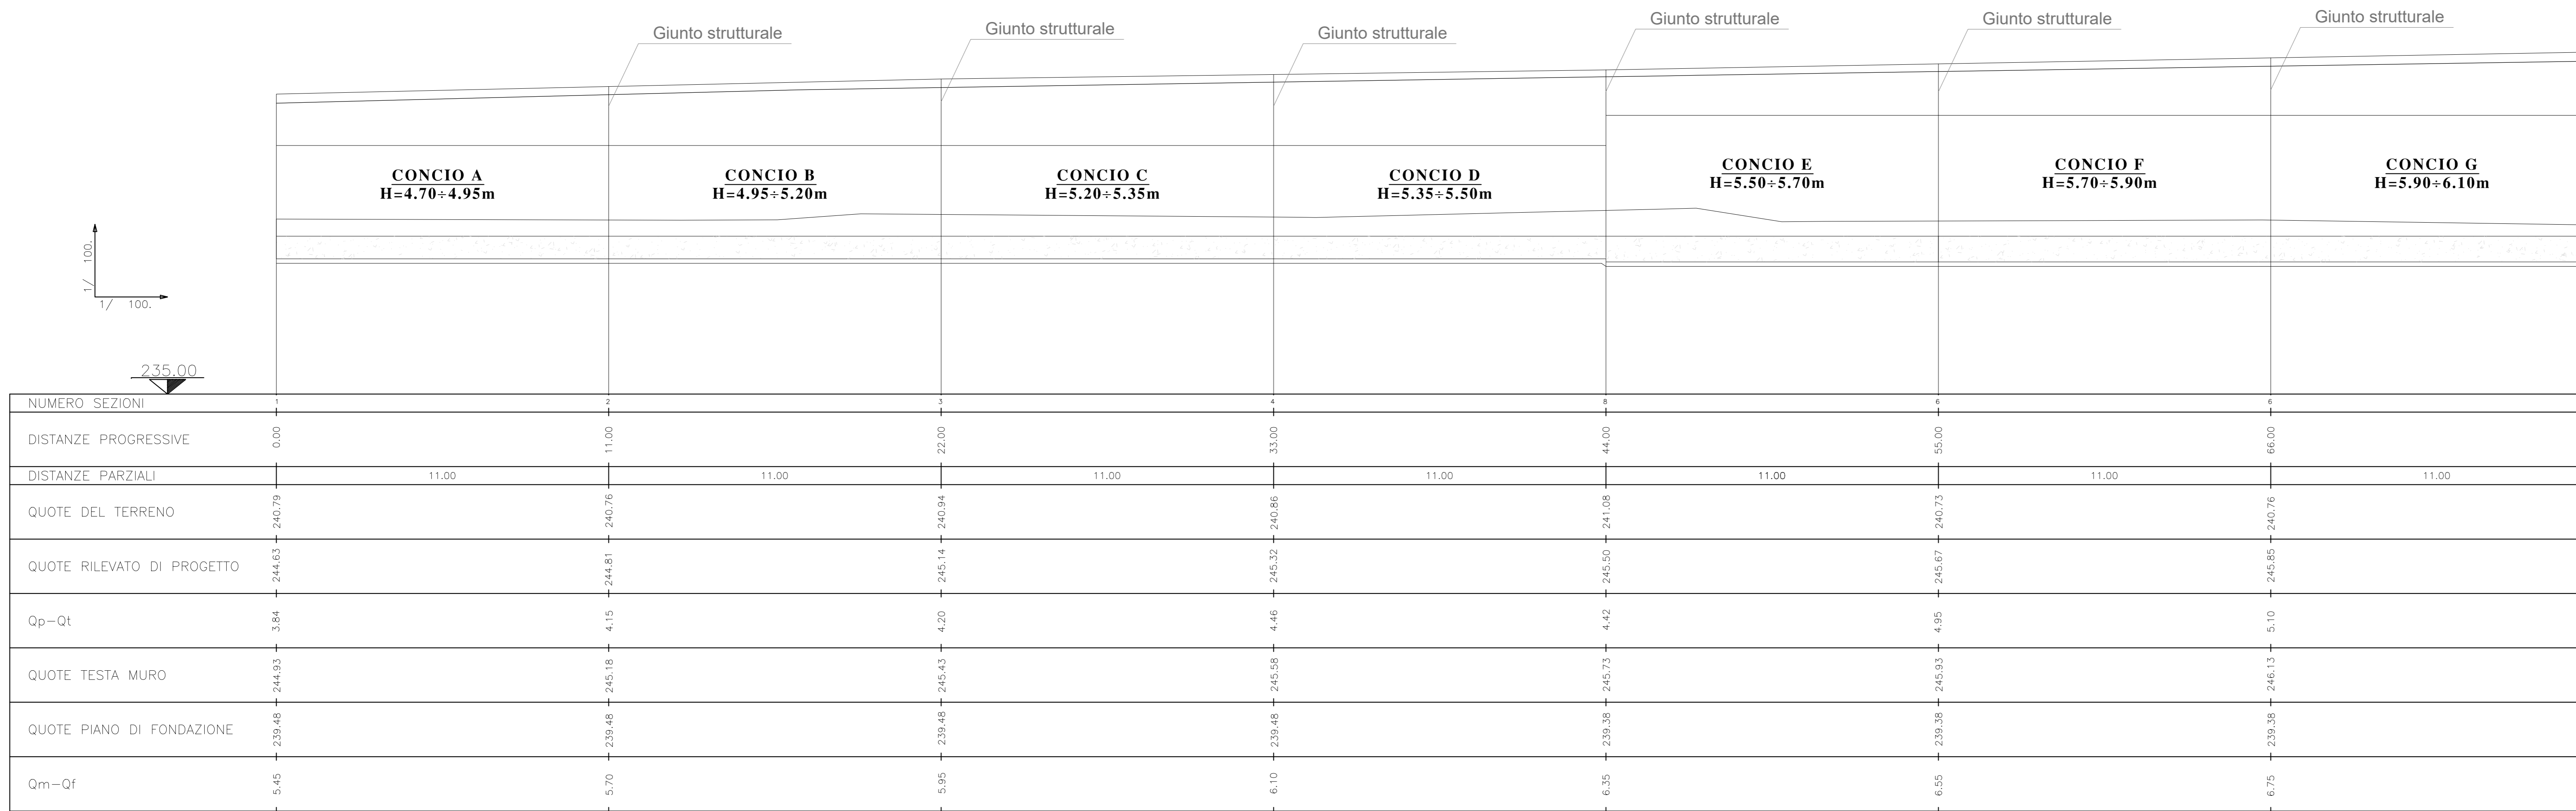 Giunto strutturale Giunto strutturale Giunto strutturale Giunto strutturale Giunto strutturale Giunto strutturale
CONCIO A CONCIO B CONCIO C CONCIO D CONCIO E CONCIO F CONCIO G
H=4.70÷4.95m H=4.95÷5.20m H=5.20÷5.35m H=5.35÷5.50m H=5.50÷5.70m H=5.70÷5.90m H=5.90÷6.10m
1/ 100.
1/ 100.
235.00
NUMERO SEZIONI 1 2 3 4 8 6 6
DISTANZE PROGRESSIVE 0.00 11.00 22.00 33.00 44.00 55.00 66.00
DISTANZE PARZIALI 11.00 11.00 11.00 11.00 11.00 11.00 11.00
QUOTE DEL TERRENO 240.79 240.76 240.94 240.86 241.08 240.73 240.76
QUOTE RILEVATO DI PROGETTO 244.63 244.81 245.14 245.32 245.50 245.67 245.85
Qp-Qt 3.84 4.15 4.20 4.46 4.42 4.95 5.10
QUOTE TESTA MURO 244.93 245.18 245.43 245.58 245.73 245.93 246.13
QUOTE PIANO DI FONDAZIONE 239.48 239.48 239.48 239.48 239.38 239.38 239.38
Qm-Qf 5.45 5.70 5.95 6.10 6.35 6.55 6.75